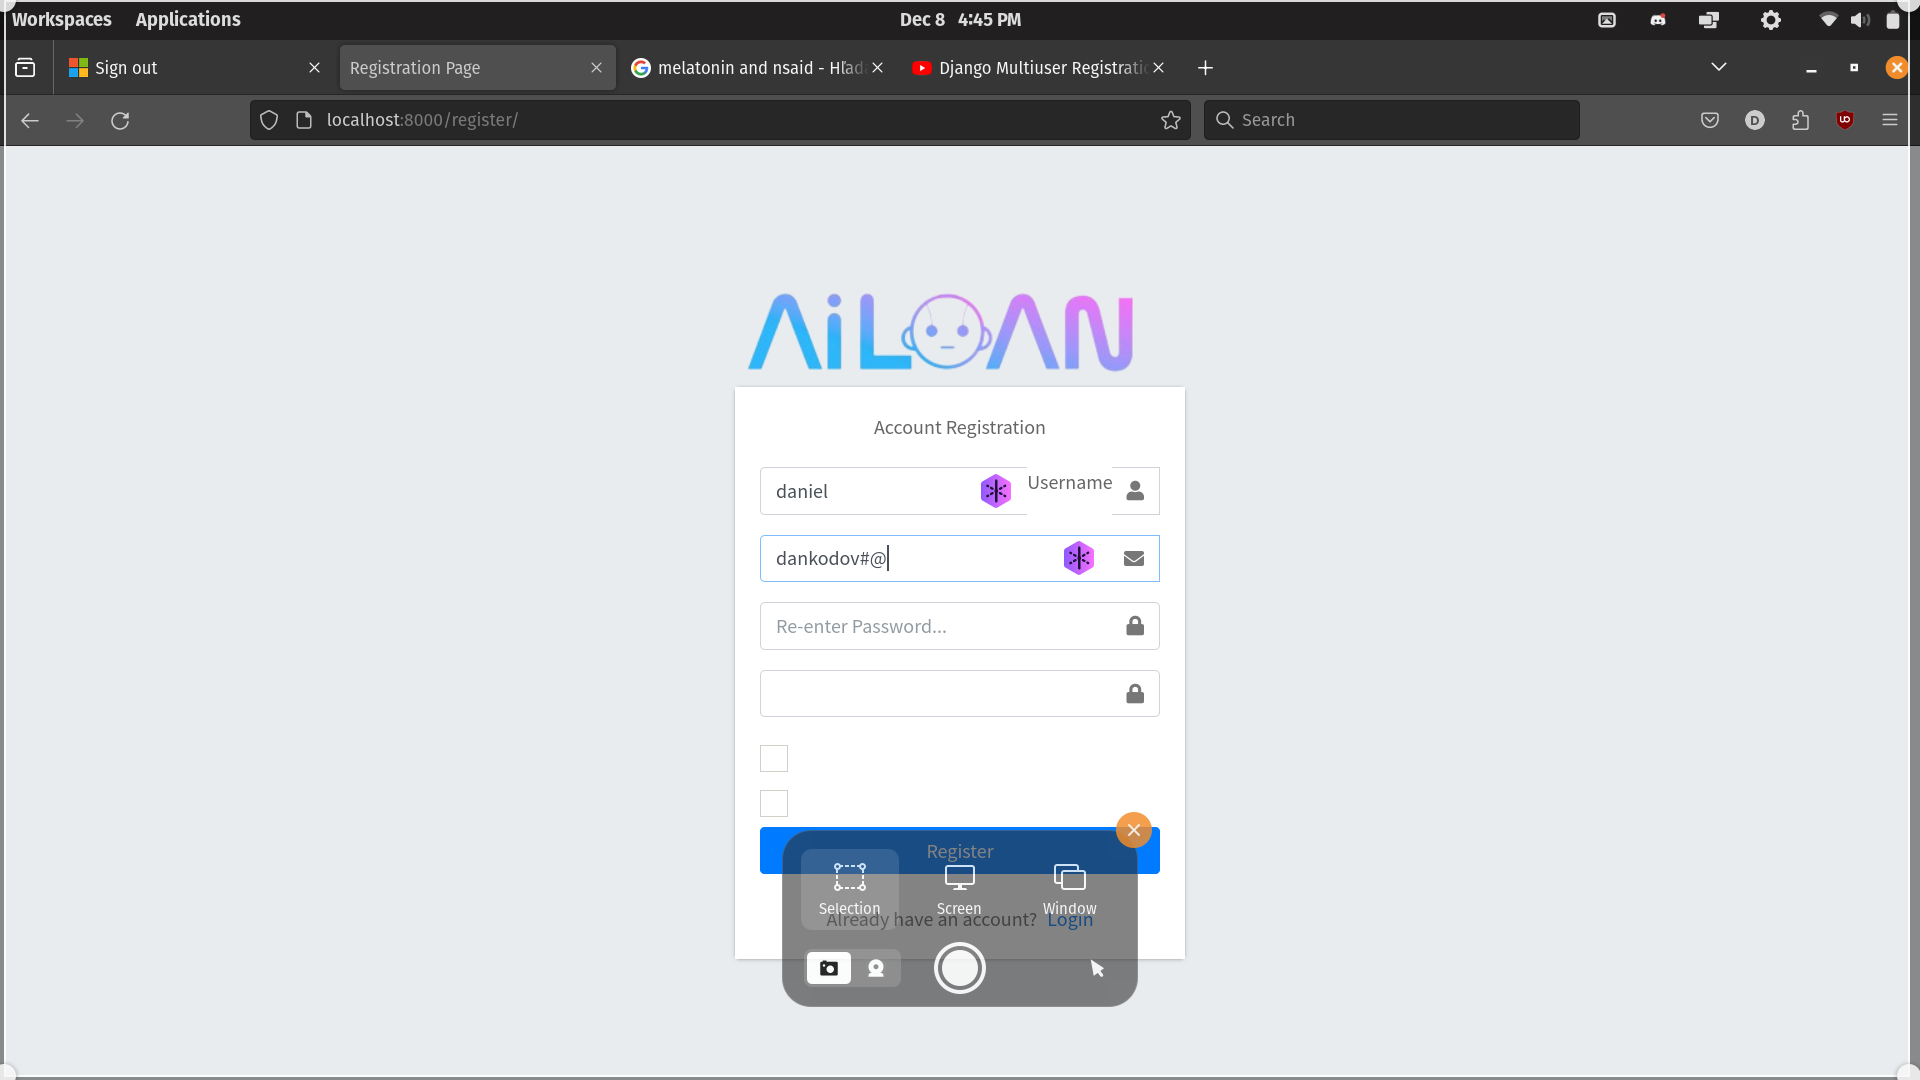 Workspaces Applications Dec 8 4:45 PM
Sign out Registration Page melatonin and nsaid - Hľad Django Multiuser Registrati
localhost:8000/register/ Search
AiLOAN
Account Registration
daniel Username
dankodov#@
Re-enter Password...
Register
Selection Screen Window
Already have an account? Login